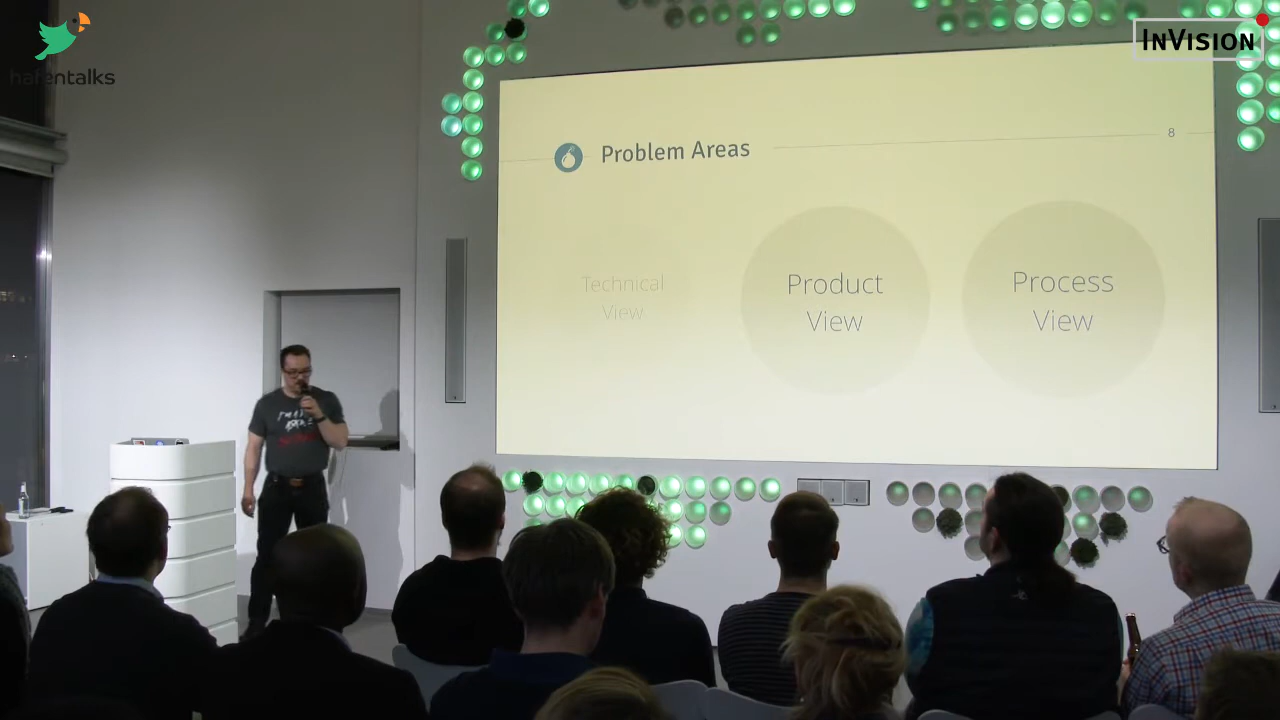 hafentalks
InVision
Problem Areas
8
Technical
View
Product
View
Process
View